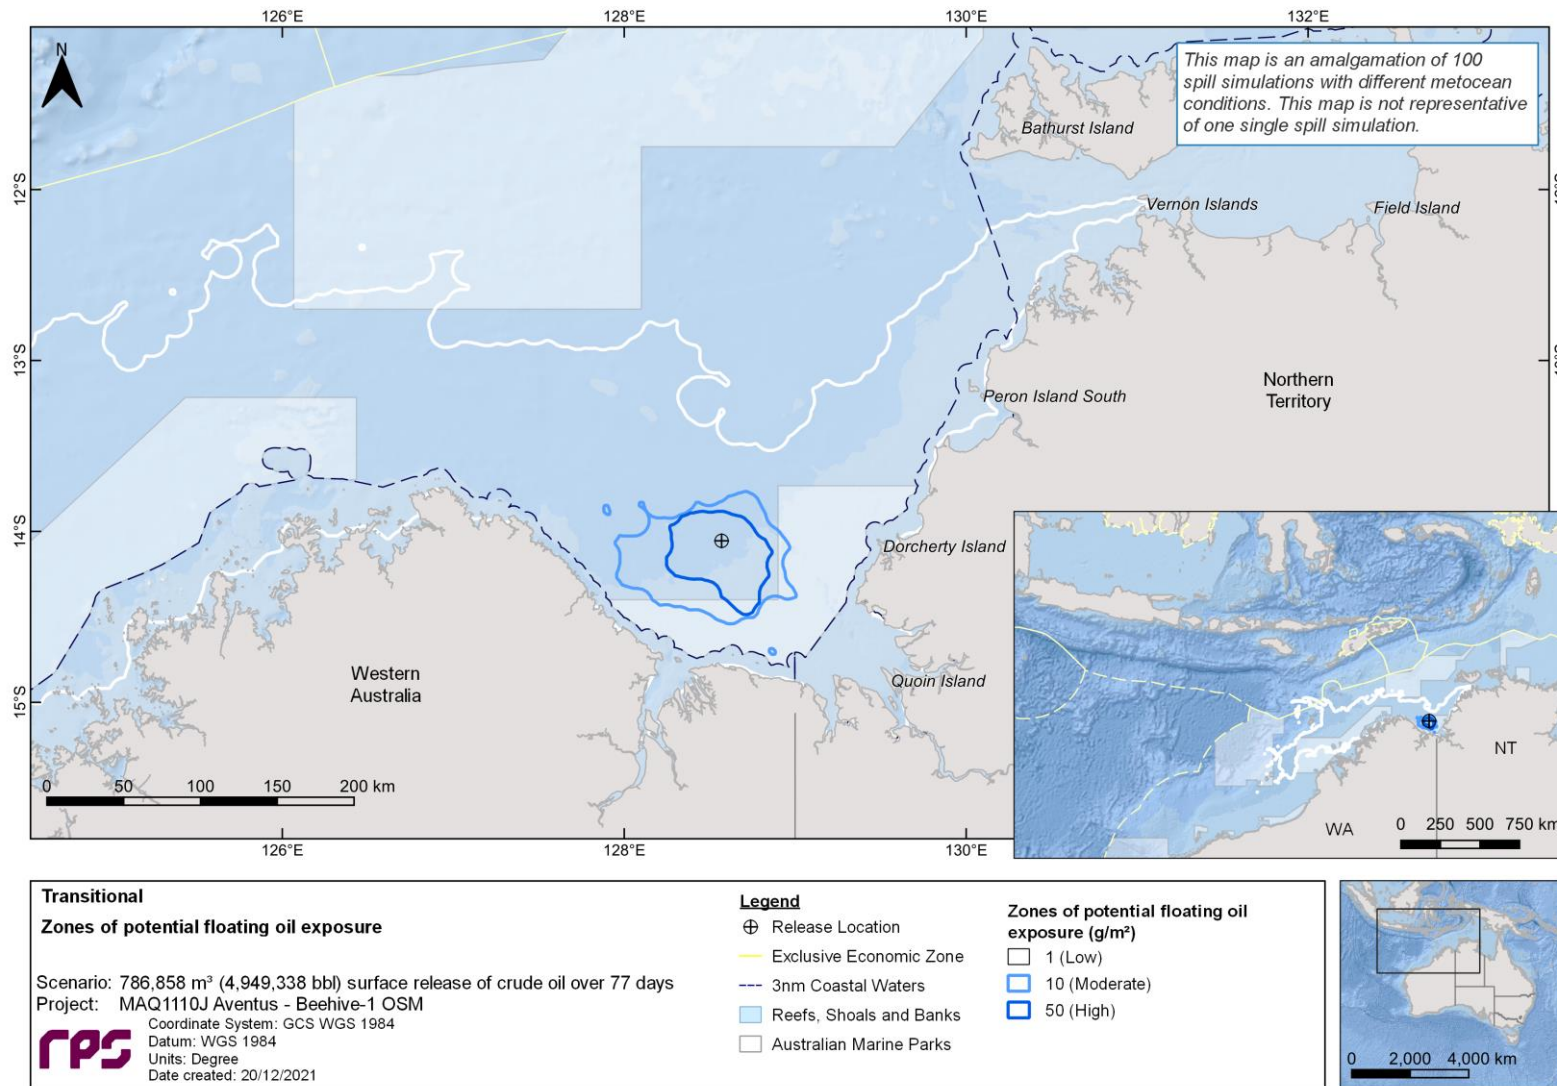 126°E
128°E
130°E
132°E
N
This map is an amalgamation of 100
spill simulations with different metocean
conditions. This map is not representative
of one single spill simulation.
Bathurst Island
12°S
Vernon Islands
Field Island
13°S
Peron Island South
Northern
Territory
14°S
Dorcherty Island
Western
Australia
Quoin Island
15°S
0 50 100 150 200 km
NT
WA
0 250 500 750 km
126°E
128°E
130°E
Transitional
Zones of potential floating oil exposure
Scenario: 786,858 m³ (4,949,338 bbl) surface release of crude oil over 77 days
Project: MAQ1110J Aventus - Beehive-1 OSM
rps
Coordinate System: GCS WGS 1984
Datum: WGS 1984
Units: Degree
Date created: 20/12/2021
Legend
Release Location
Exclusive Economic Zone
3nm Coastal Waters
Reefs, Shoals and Banks
Australian Marine Parks
Zones of potential floating oil
exposure (g/m²)
1 (Low)
10 (Moderate)
50 (High)
0 2,000 4,000 km